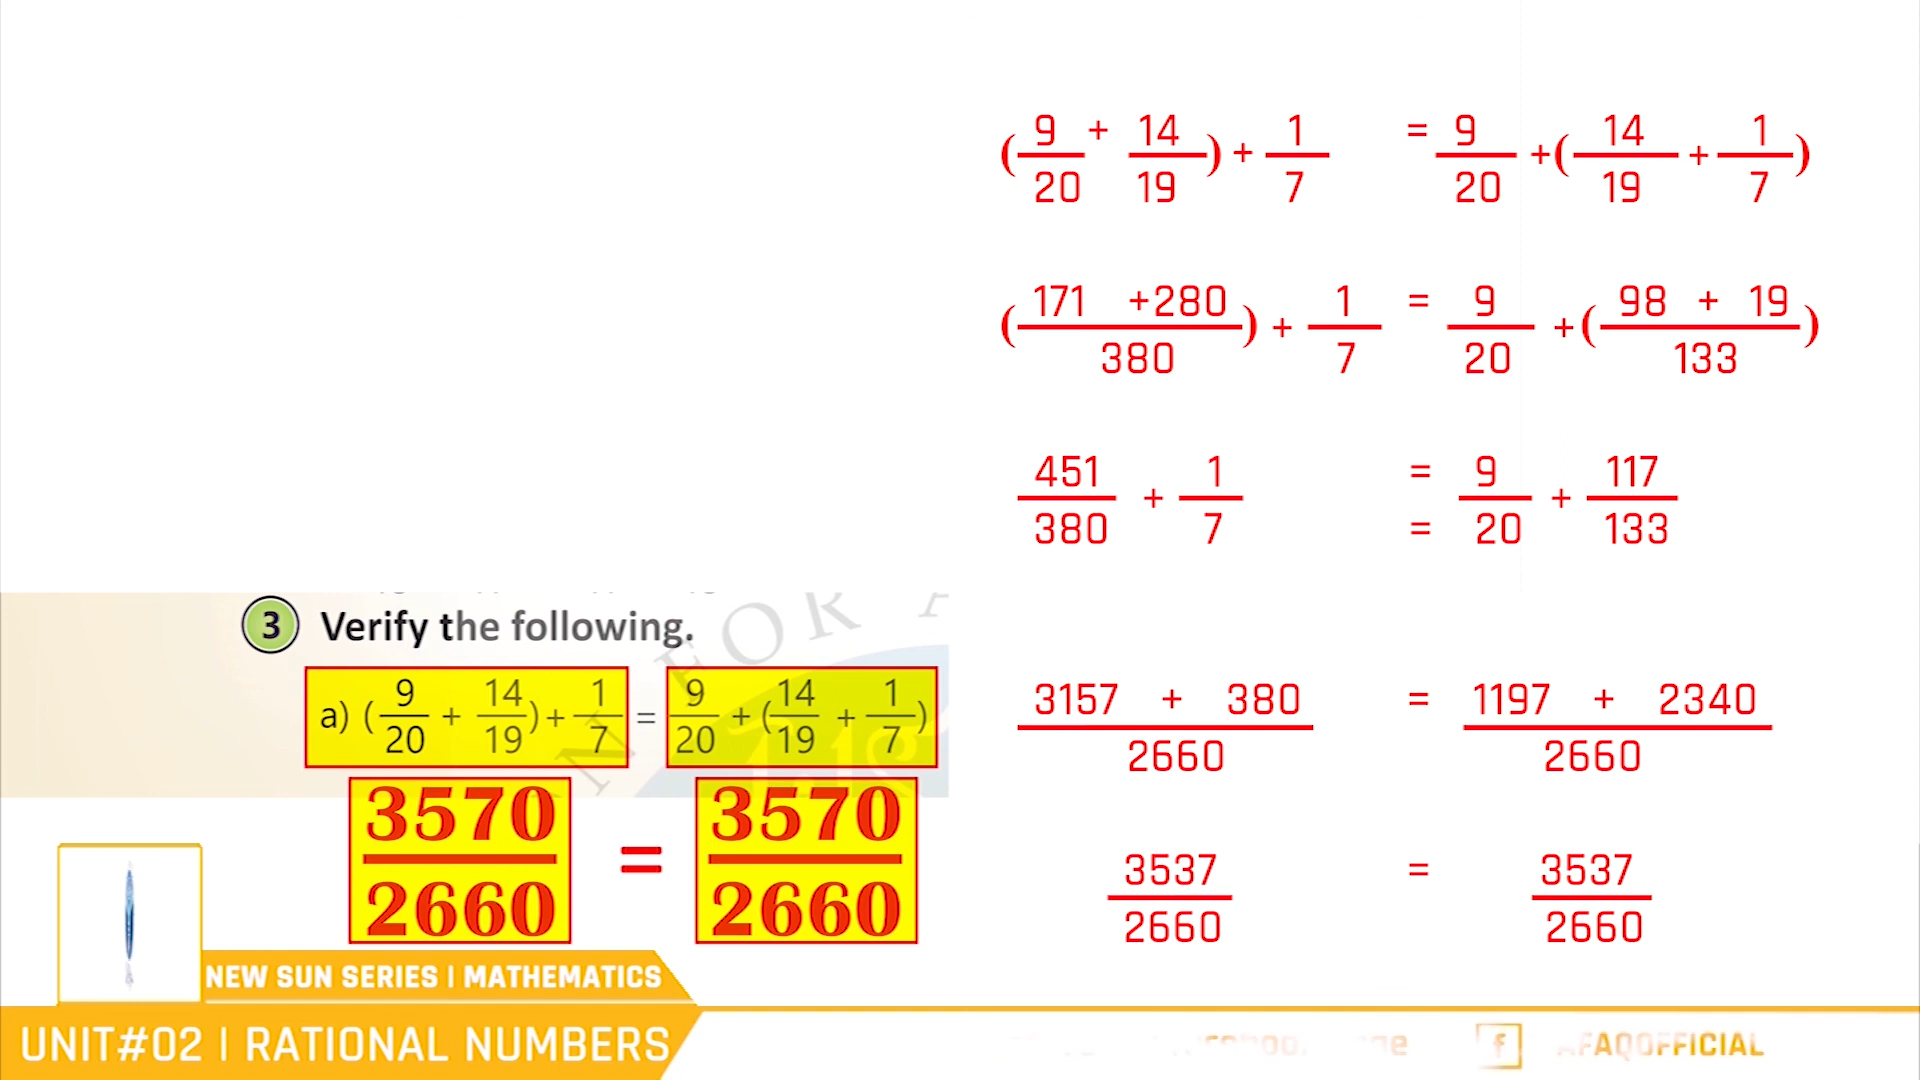 (9/20 + 14/19) + 1/7 = 9/20 + (14/19 + 1/7)
(171 +280/380) + 1/7 = 9/20 + (98 + 19/133)
451/380 + 1/7 = = 9/20 + 117/133
3157 + 380/2660 = 1197 + 2340/2660
3537/2660 = 3537/2660
3 Verify the following.
a) (9/20 + 14/19) + 1/7 = 9/20 + (14/19 + 1/7)
3570/2660 = 3570/2660
NEW SUN SERIES | MATHEMATICS
UNIT#02 | RATIONAL NUMBERS
AFAQOFFICIAL